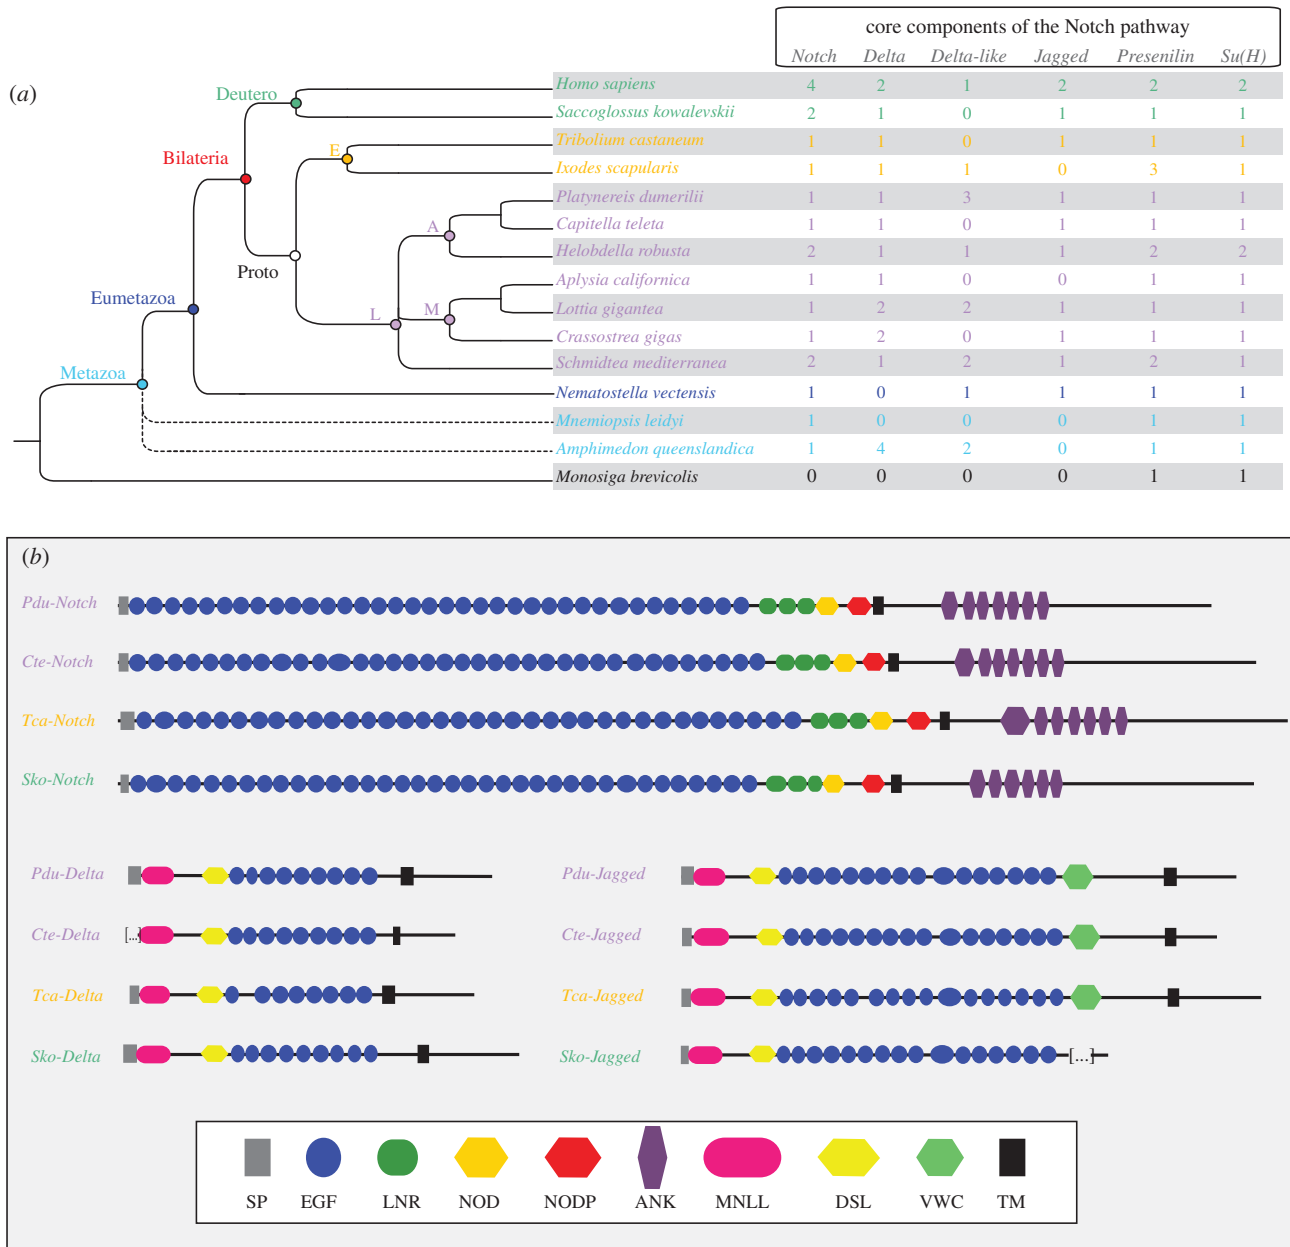 core components of the Notch pathway
Notch Delta Delta-like Jagged Presenilin Su(H)
(a)
Homo sapiens 4 2 1 2 2 2
Saccoglossus kowalevskii 2 1 0 1 1 1
Tribolium castaneum 1 1 0 1 1 1
Ixodes scapularis 1 1 1 0 3 1
Platynereis dumerilii 1 1 3 1 1 1
Capitella teleta 1 1 0 1 1 1
Helobdella robusta 2 1 1 1 2 2
Aplysia californica 1 1 0 0 1 1
Lottia gigantea 1 2 2 1 1 1
Crassostrea gigas 1 2 0 1 1 1
Schmidtea mediterranea 2 1 2 1 2 1
Nematostella vectensis 1 0 1 1 1 1
Mnemiopsis leidyi 1 0 0 0 1 1
Amphimedon queenslandica 1 4 2 0 1 1
Monosiga brevicolis 0 0 0 0 1 1
Deutero
E
Bilateria
A
Proto
Eumetazoa
L
M
Metazoa
(b)
Pdu-Notch
Cte-Notch
Tca-Notch
Sko-Notch
Pdu-Delta
Pdu-Jagged
Cte-Delta
[...]
Cte-Jagged
Tca-Delta
Tca-Jagged
Sko-Delta
Sko-Jagged
[...]
SP EGF LNR NOD NODP ANK MNLL DSL VWC TM